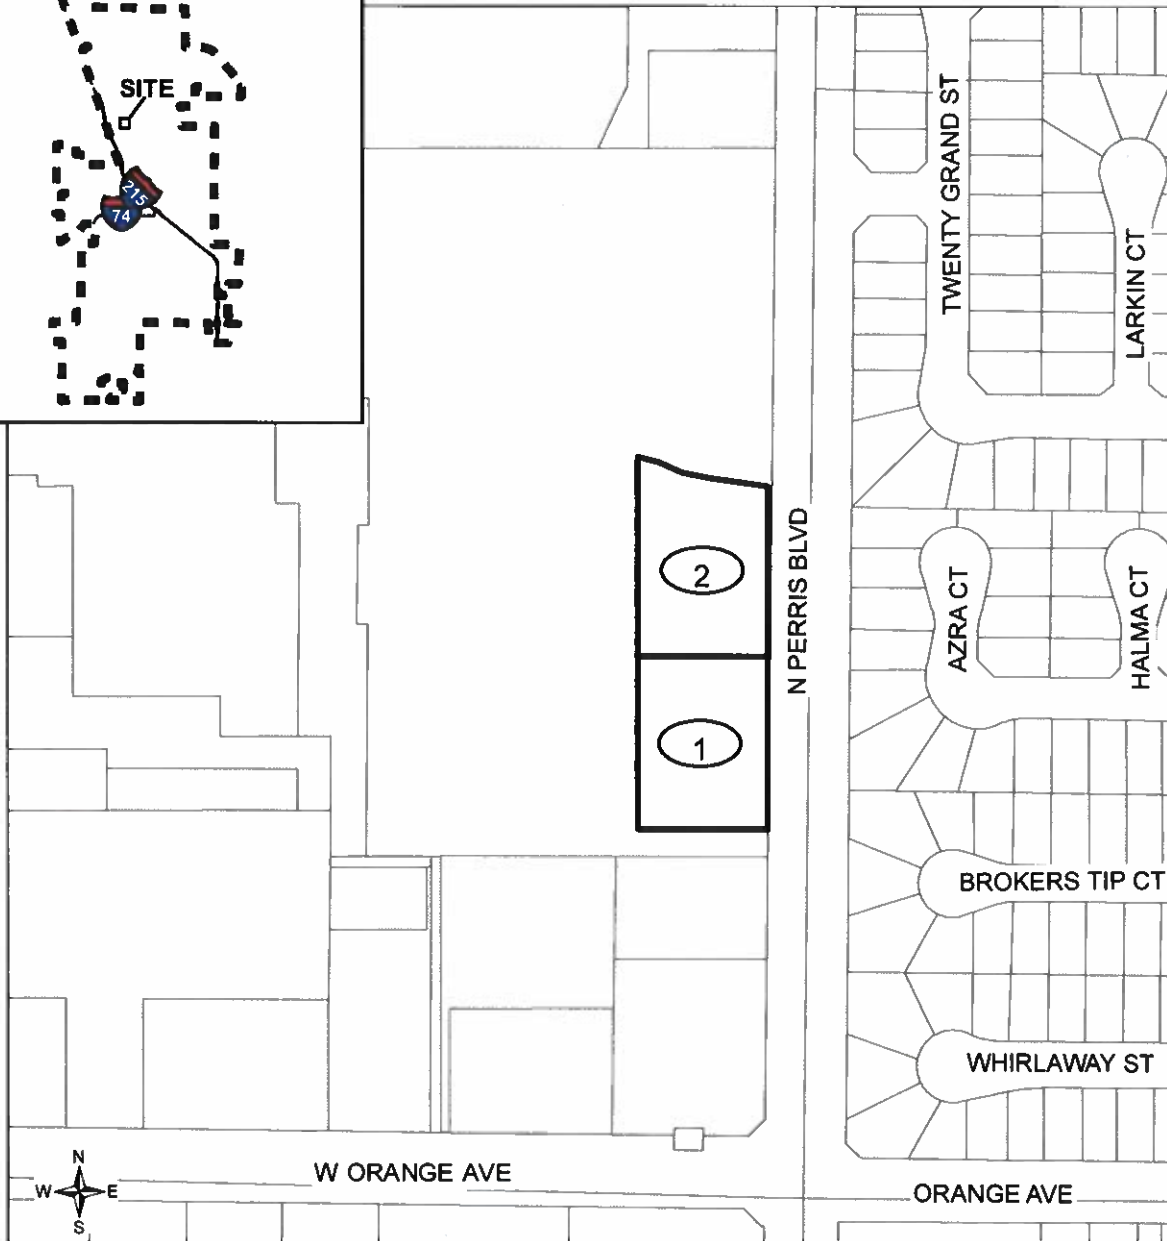 SITE
215
74
TWENTY GRAND ST
LARKIN CT
N PERRIS BLVD
2
AZRA CT
HALMA CT
1
BROKERS TIP CT
WHIRLAWAY ST
N
W E
S
W ORANGE AVE
ORANGE AVE